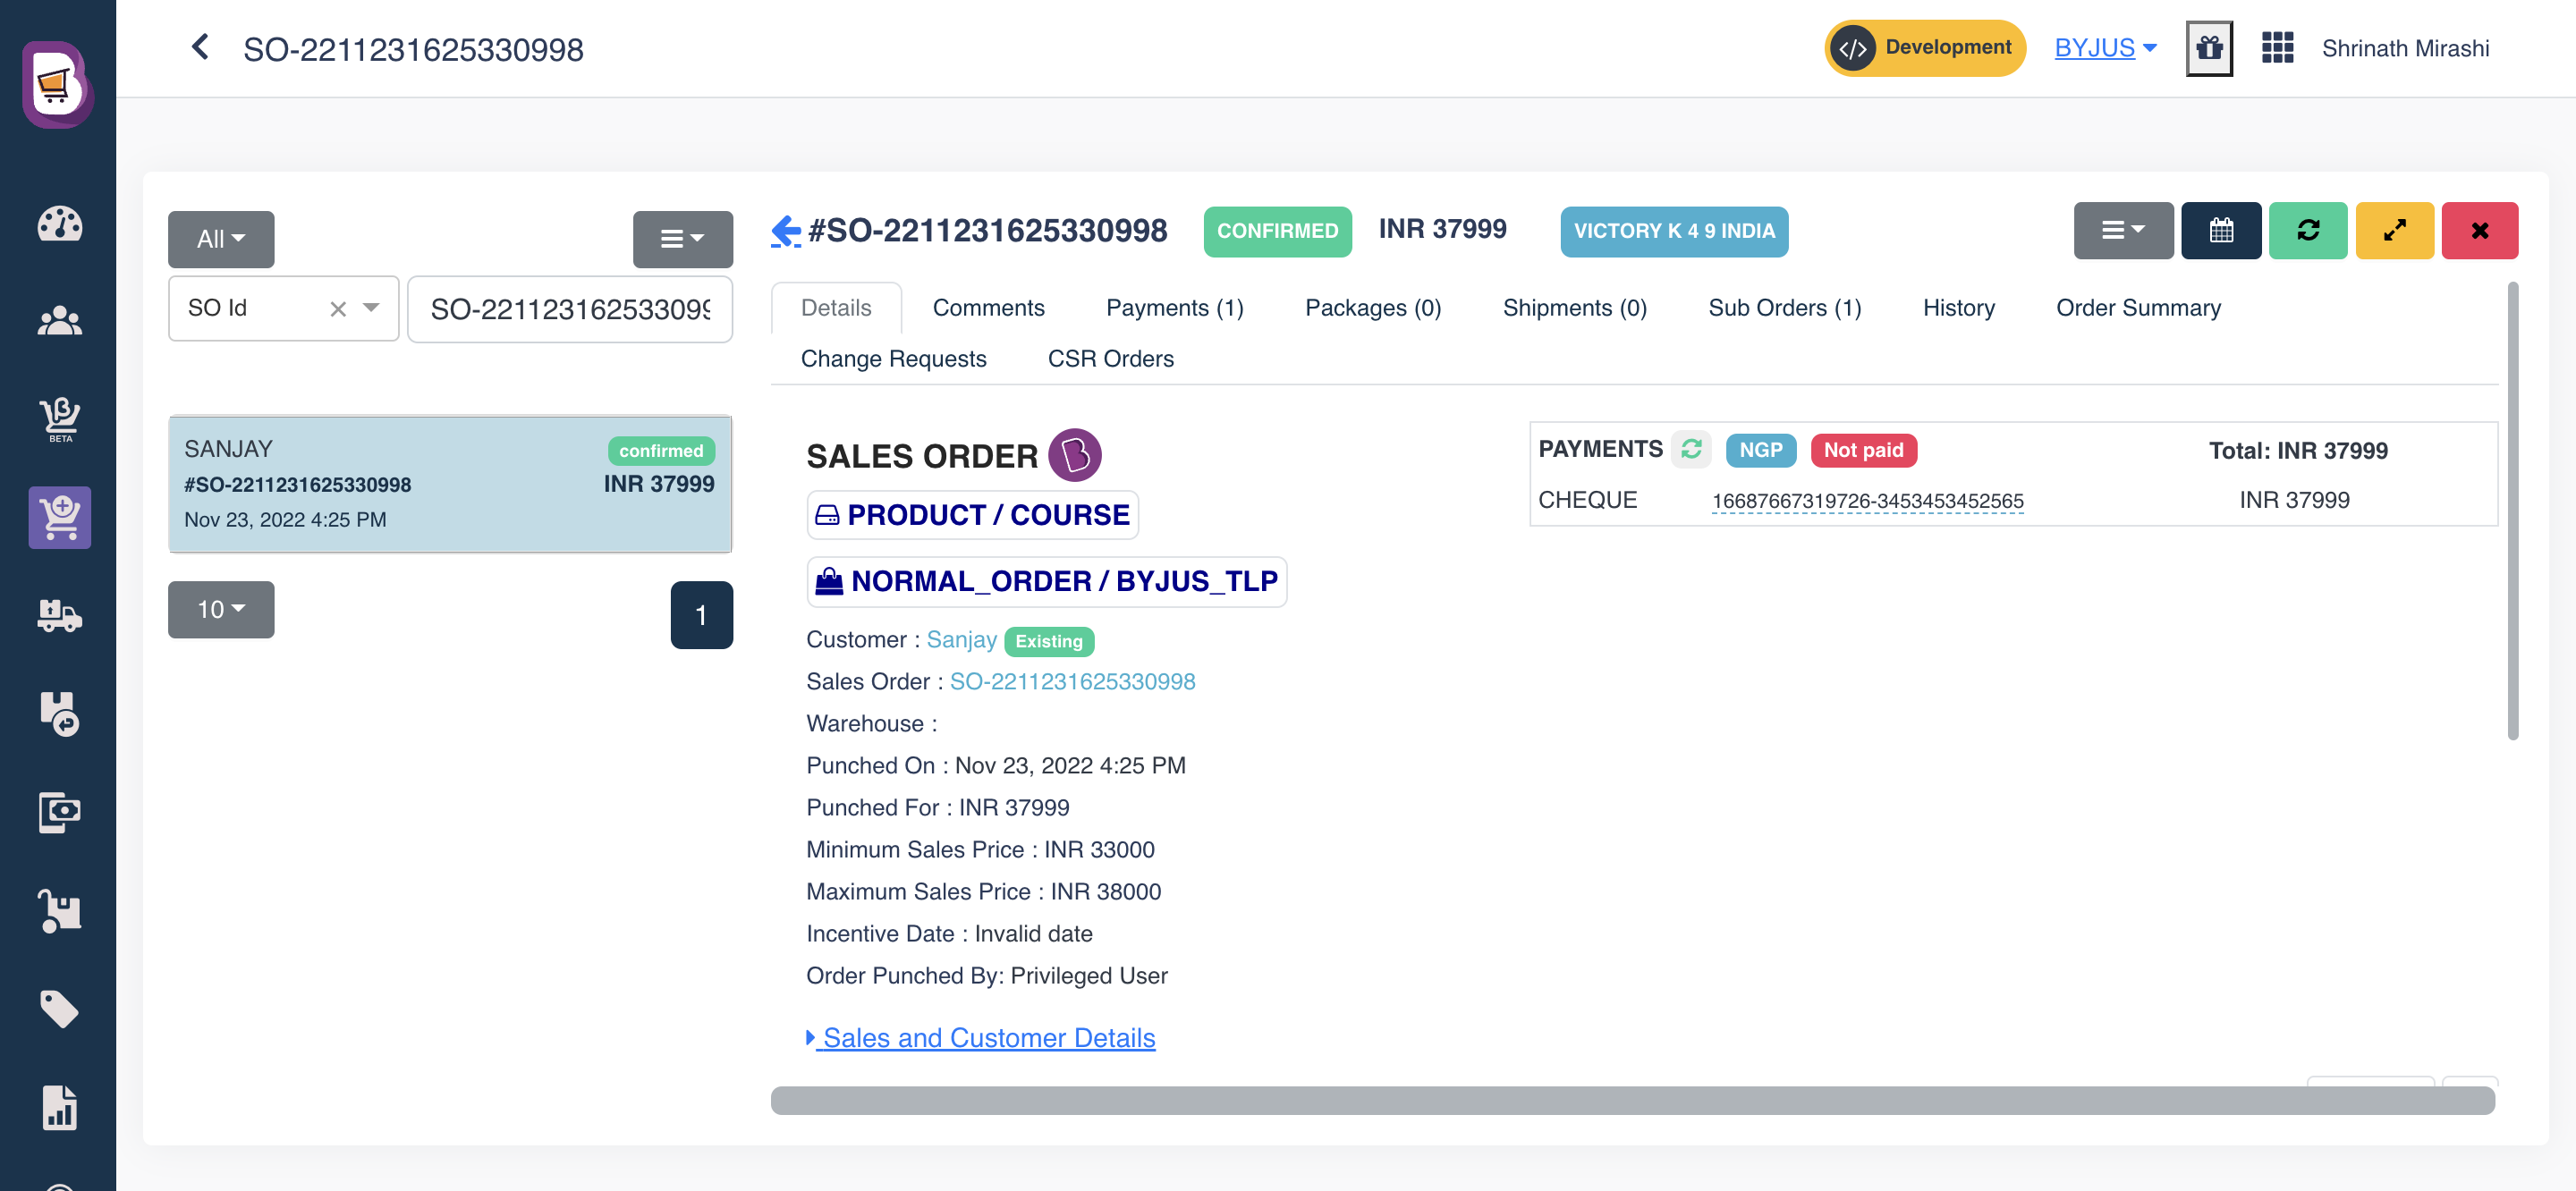 SO-2211231625330998
Development
BYJUS
Shrinath Mirashi
BETA
All
SO Id
SO-221123162533099
SANJAY
confirmed
#SO-2211231625330998
INR 37999
Nov 23, 2022 4:25 PM
10
1
#SO-2211231625330998
CONFIRMED
INR 37999
VICTORY K 4 9 INDIA
Details
Comments
Payments (1)
Packages (0)
Shipments (0)
Sub Orders (1)
History
Order Summary
Change Requests
CSR Orders
SALES ORDER
PRODUCT / COURSE
NORMAL_ORDER / BYJUS_TLP
Customer : Sanjay Existing
Sales Order : SO-2211231625330998
Warehouse :
Punched On : Nov 23, 2022 4:25 PM
Punched For : INR 37999
Minimum Sales Price : INR 33000
Maximum Sales Price : INR 38000
Incentive Date : Invalid date
Order Punched By: Privileged User
Sales and Customer Details
PAYMENTS NGP Not paid Total: INR 37999
CHEQUE 16687667319726-3453453452565 INR 37999